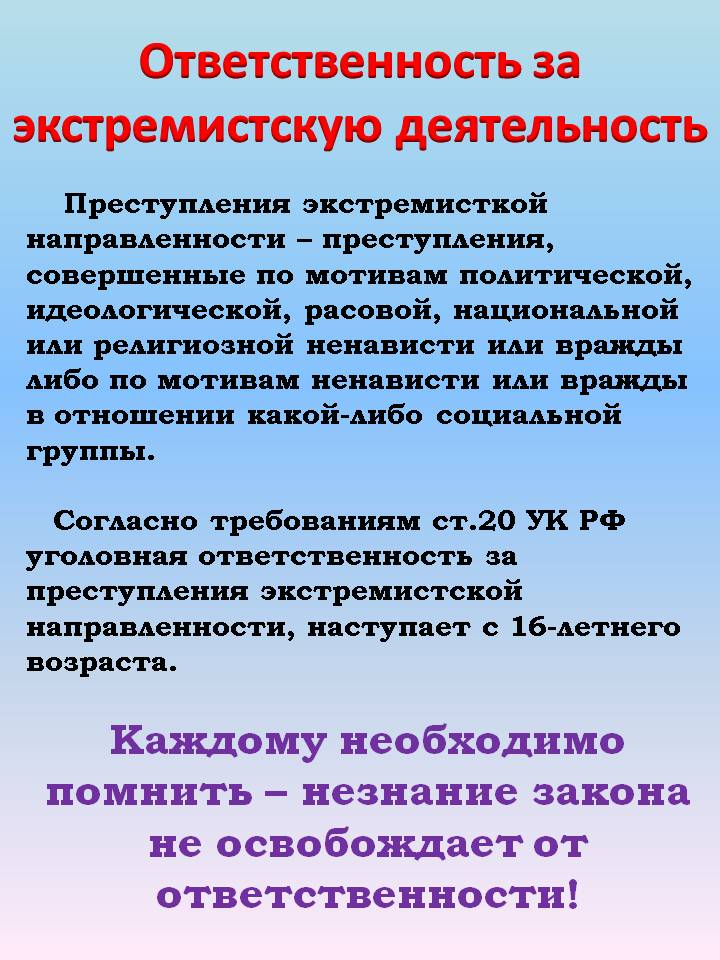 Ответственность за
экстремистскую деятельность
Преступления экстремисткой
направленности – преступления,
совершенные по мотивам политической,
идеологической, расовой, национальной
или религиозной ненависти или вражды
либо по мотивам ненависти или вражды
в отношении какой-либо социальной
группы.
Согласно требованиям ст.20 УК РФ
уголовная ответственность за
преступления экстремистской
направленности, наступает с 16-летнего
возраста.
Каждому необходимо
помнить – незнание закона
не освобождает от
ответственности!